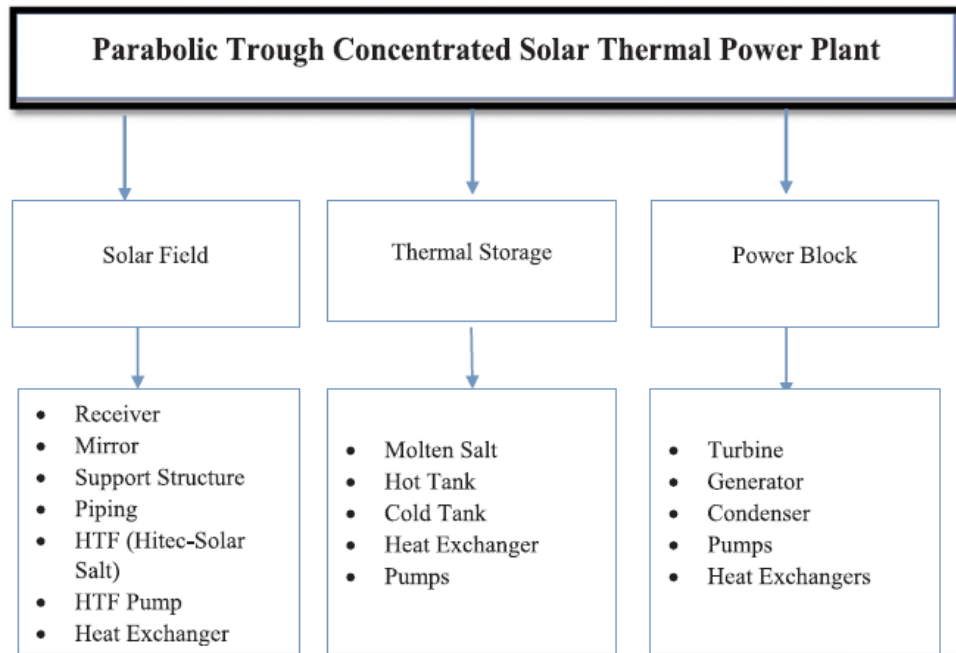 Parabolic Trough Concentrated Solar Thermal Power Plant
Solar Field
Thermal Storage
Power Block
• Receiver
• Mirror
• Support Structure
• Piping
• HTF (Hitec-Solar
Salt)
• HTF Pump
• Heat Exchanger
• Molten Salt
• Hot Tank
• Cold Tank
• Heat Exchanger
• Pumps
• Turbine
• Generator
• Condenser
• Pumps
• Heat Exchangers